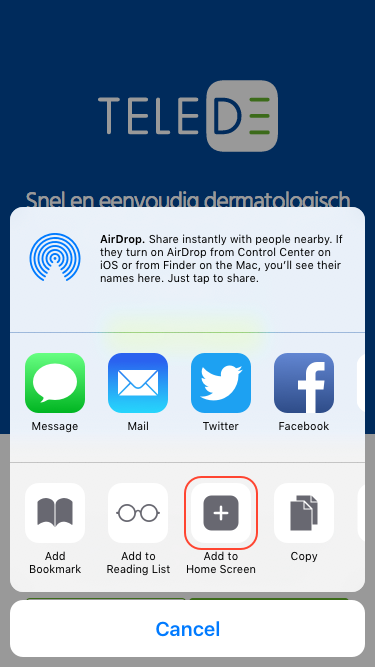 TELEDE
Snel en eenvoudig dermatologisch
AirDrop. Share instantly with people nearby. If
they turn on AirDrop from Control Center on
iOS or from Finder on the Mac, you'll see their
names here. Just tap to share.
Message
Mail
Twitter
Facebook
Add
Bookmark
Add to
Reading List
Add to
Home Screen
Copy
Cancel